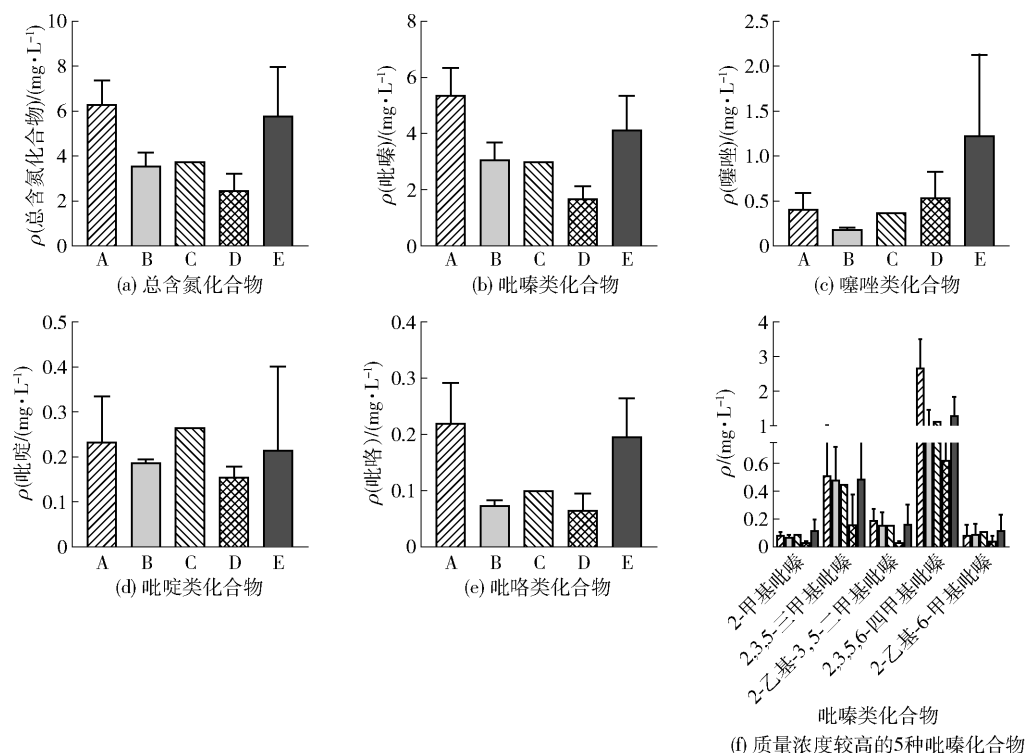 ρ(总含氮化合物)/(mg·L⁻¹)
10
8
6
4
2
0
A B C D E
(a) 总含氮化合物
ρ(吡嗪)/(mg·L⁻¹)
8
6
4
2
0
A B C D E
(b) 吡嗪类化合物
ρ(噻唑)/(mg·L⁻¹)
2.5
2.0
1.5
1.0
0.5
0
A B C D E
(c) 噻唑类化合物
ρ(吡啶/(mg·L⁻¹)
0.5
0.4
0.3
0.2
0.1
0
A B C D E
(d) 吡啶类化合物
ρ(吡咯)/(mg·L⁻¹)
0.4
0.3
0.2
0.1
0
A B C D E
(e) 吡咯类化合物
ρ/(mg·L⁻¹)
4
3
2
1
0.6
0.4
0.2
0
2-甲基吡嗪
2,3,5-三甲基吡嗪
2-乙基-3,5-二甲基吡嗪
2,3,5,6-四甲基吡嗪
2-乙基-6-甲基吡嗪
吡嗪类化合物
(f) 质量浓度较高的5种吡嗪化合物